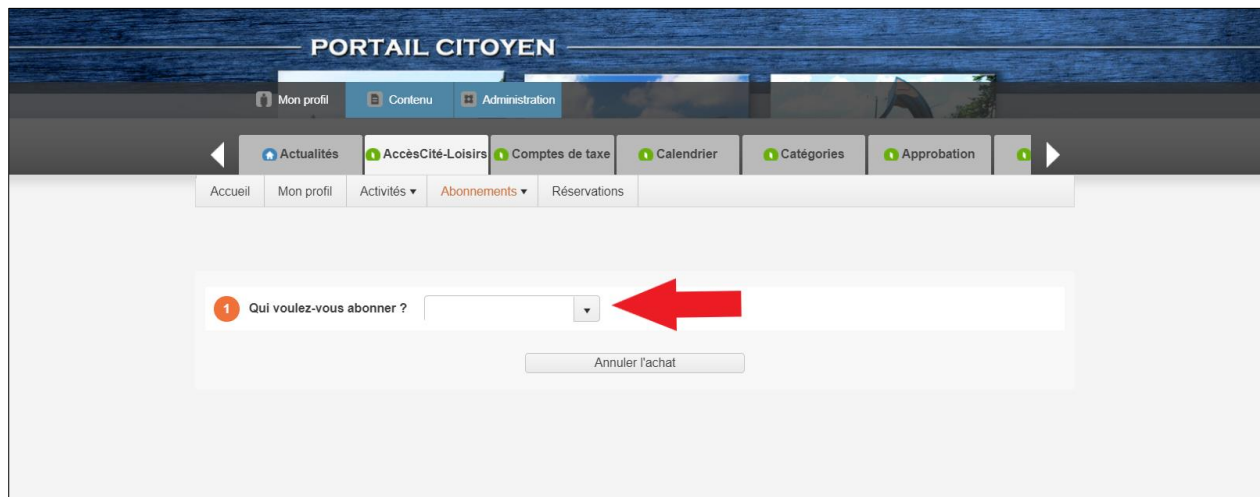 PORTAIL CITOYEN
Mon profil Contenu Administration
Actualités AccèsCité-Loisirs Comptes de taxe Calendrier Catégories Approbation
Accueil Mon profil Activités ▾ Abonnements ▾ Réservations
1 Qui voulez-vous abonner ?
Annuler l'achat